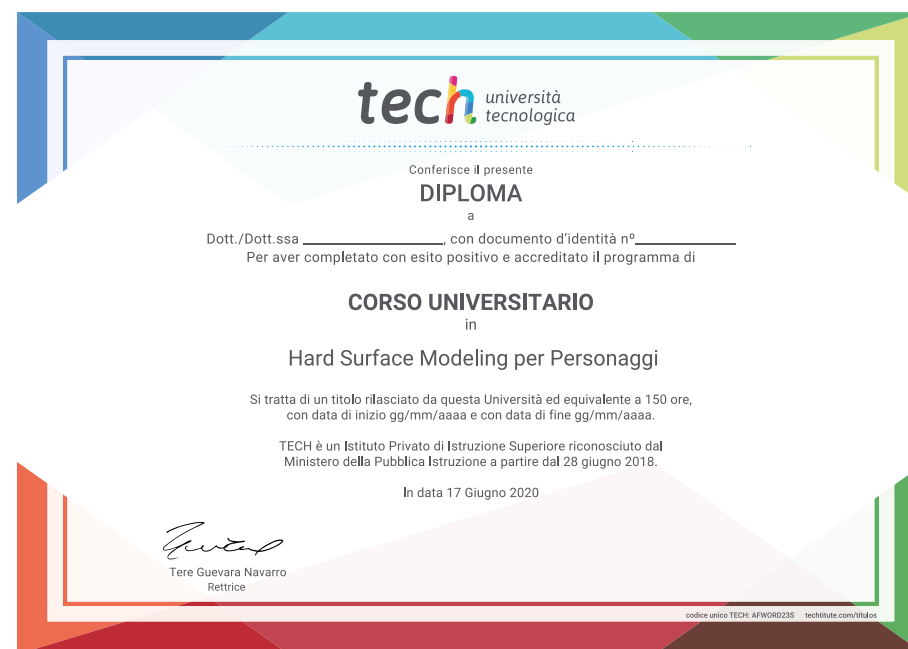 tech università
tecnologica
Conferisce il presente
DIPLOMA
a
Dott./Dott.ssa ____________________, con documento d'identità nº______________
Per aver completato con esito positivo e accreditato il programma di
CORSO UNIVERSITARIO
in
Hard Surface Modeling per Personaggi
Si tratta di un titolo rilasciato da questa Università ed equivalente a 150 ore,
con data di inizio gg/mm/aaaa e con data di fine gg/mm/aaaa.
TECH è un Istituto Privato di Istruzione Superiore riconosciuto dal
Ministero della Pubblica Istruzione a partire dal 28 giugno 2018.
In data 17 Giugno 2020
Tere Guevara Navarro
Rettrice
codice unico TECH: AFWORD23S techtitute.com/titulos